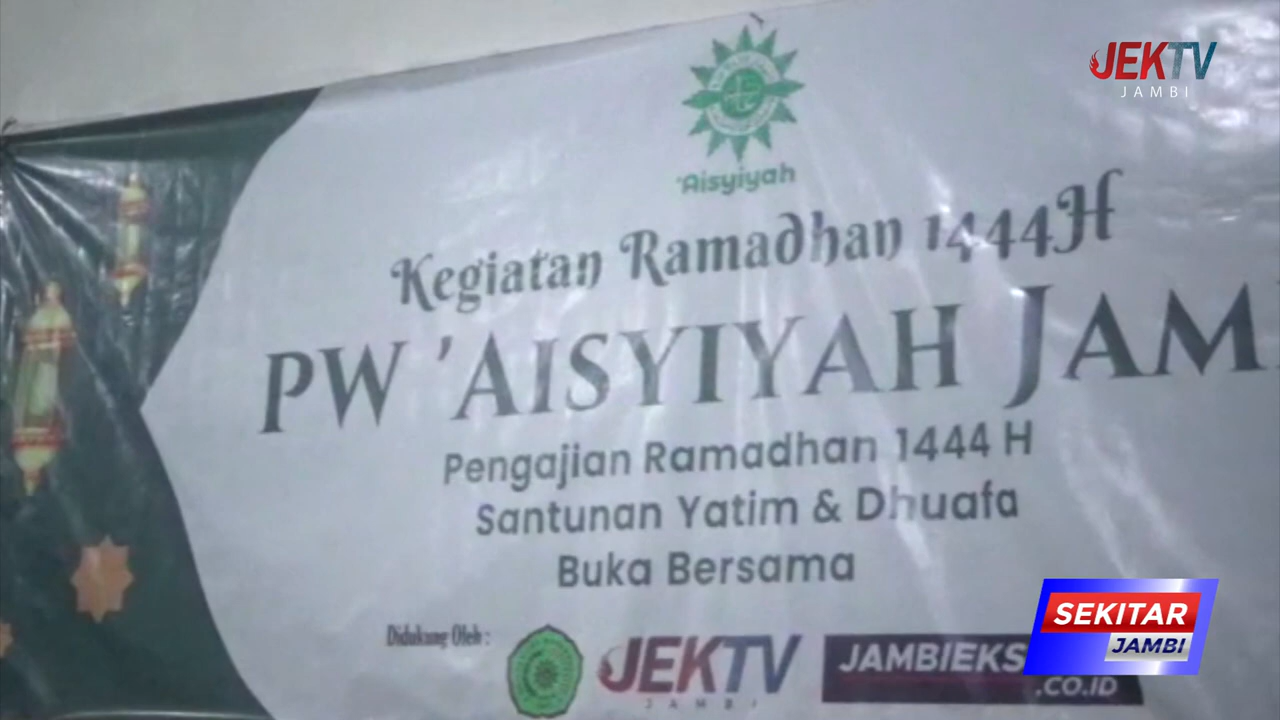 JEKTV
JAMBI
'Aisyiyah
Kegiatan Ramadhan 1444H
PW 'AISYIYAH JAM
Pengajian Ramadhan 1444 H
Santunan Yatim & Dhuafa
Buka Bersama
Didukung Oleh :
JEKTV
JAMBI
JAMBIEKS
.CO.ID
SEKITAR
JAMBI